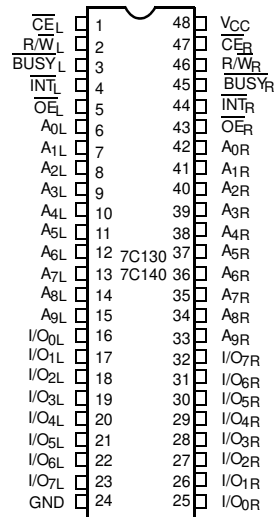 CE̅L 1 48 VCC
R/W̅L 2 47 CE̅R
BUSY̅L 3 46 R/W̅R
INT̅L 4 45 BUSY̅R
OE̅L 5 44 INT̅R
A0L 6 43 OE̅R
A1L 7 42 A0R
A2L 8 41 A1R
A3L 9 40 A2R
A4L 10 39 A3R
A5L 11 38 A4R
A6L 12 7C130 37 A5R
A7L 13 7C140 36 A6R
A8L 14 35 A7R
A9L 15 34 A8R
I/O0L 16 33 A9R
I/O1L 17 32 I/O7R
I/O2L 18 31 I/O6R
I/O3L 19 30 I/O5R
I/O4L 20 29 I/O4R
I/O5L 21 28 I/O3R
I/O6L 22 27 I/O2R
I/O7L 23 26 I/O1R
GND 24 25 I/O0R